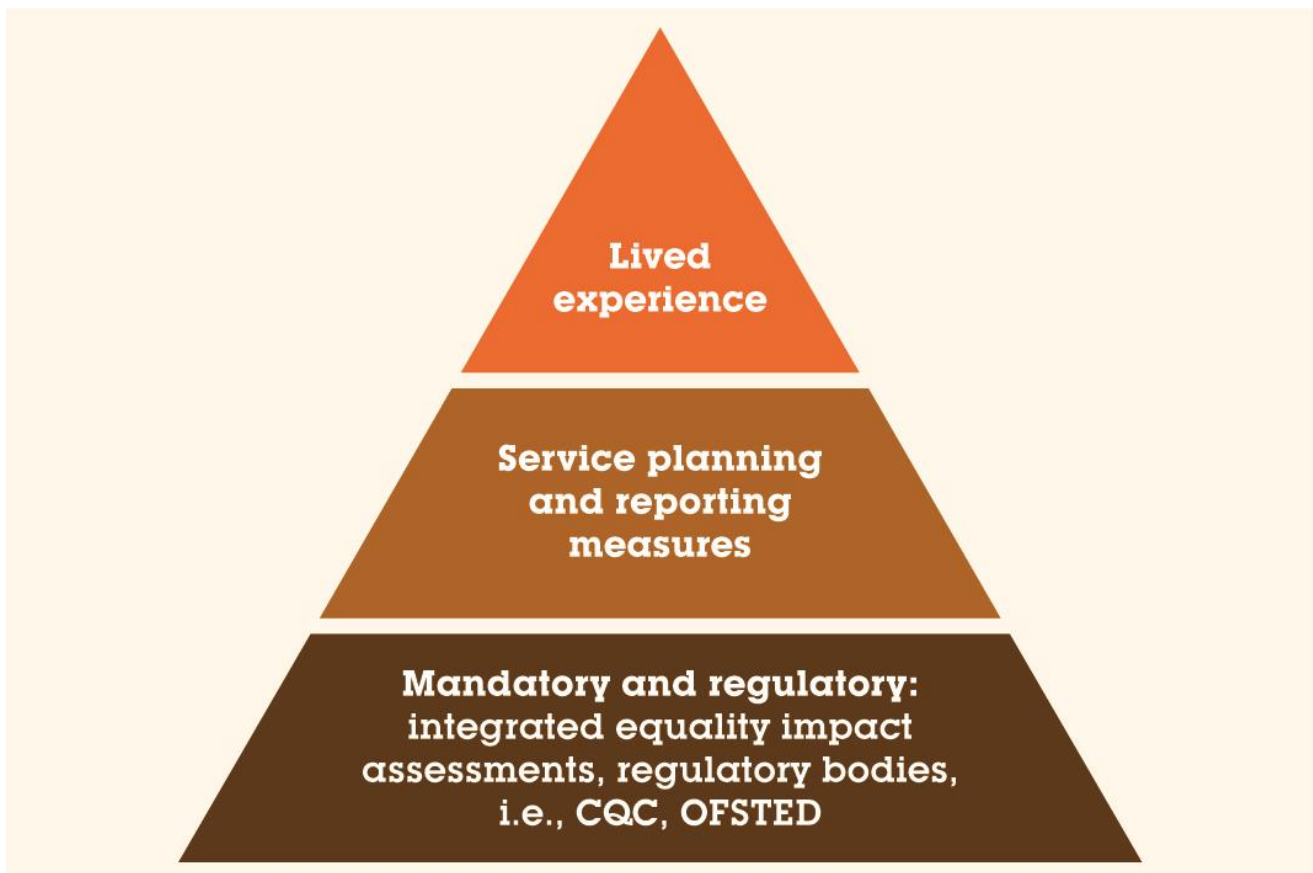 Lived
experience
Service planning
and reporting
measures
Mandatory and regulatory:
integrated equality impact
assessments, regulatory bodies,
i.e., CQC, OFSTED